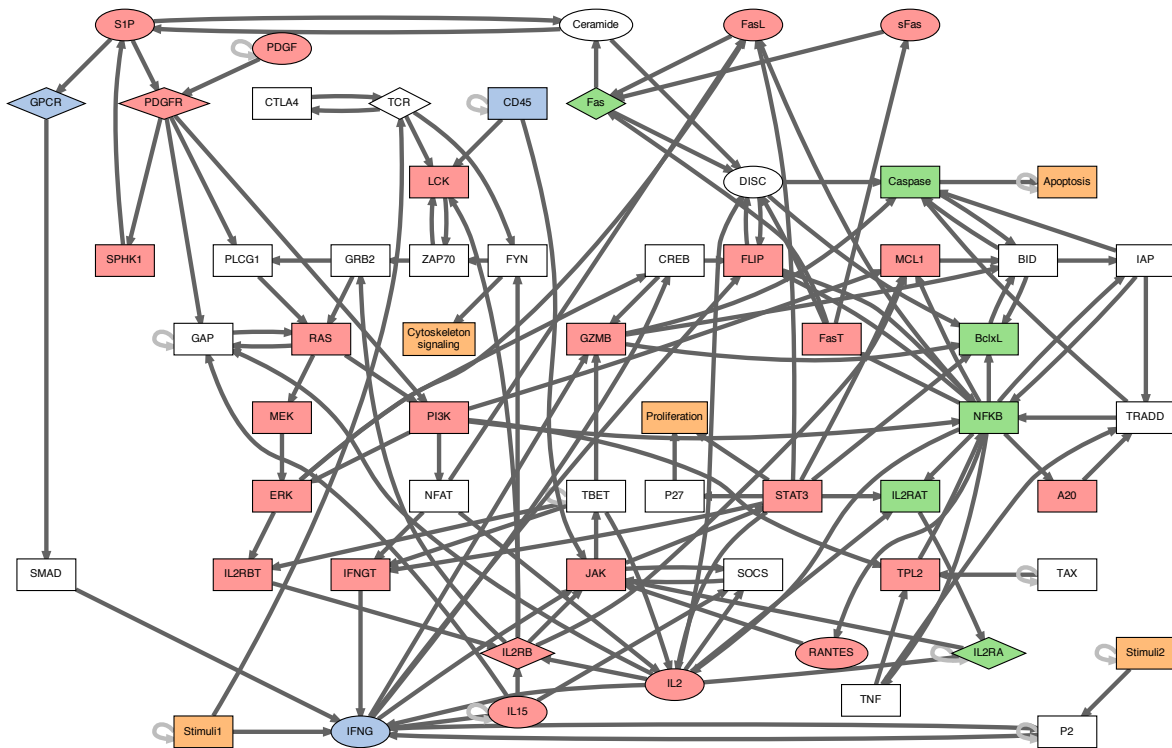 S1P
Ceramide
FasL
sFas
PDGF
GPCR
PDGFR
CTLA4
TCR
CD45
Fas
LCK
DISC
Caspase
Apoptosis
SPHK1
PLCG1
GRB2
ZAP70
FYN
CREB
FLIP
MCL1
BID
IAP
GAP
RAS
Cytoskeleton
signaling
GZMB
FasT
BclxL
MEK
PI3K
Proliferation
NFKB
TRADD
ERK
NFAT
TBET
P27
STAT3
IL2RAT
A20
SMAD
IL2RBT
IFNGT
JAK
SOCS
TPL2
TAX
IL2RB
RANTES
IL2RA
Stimuli2
IL2
TNF
IL15
Stimuli1
IFNG
P2